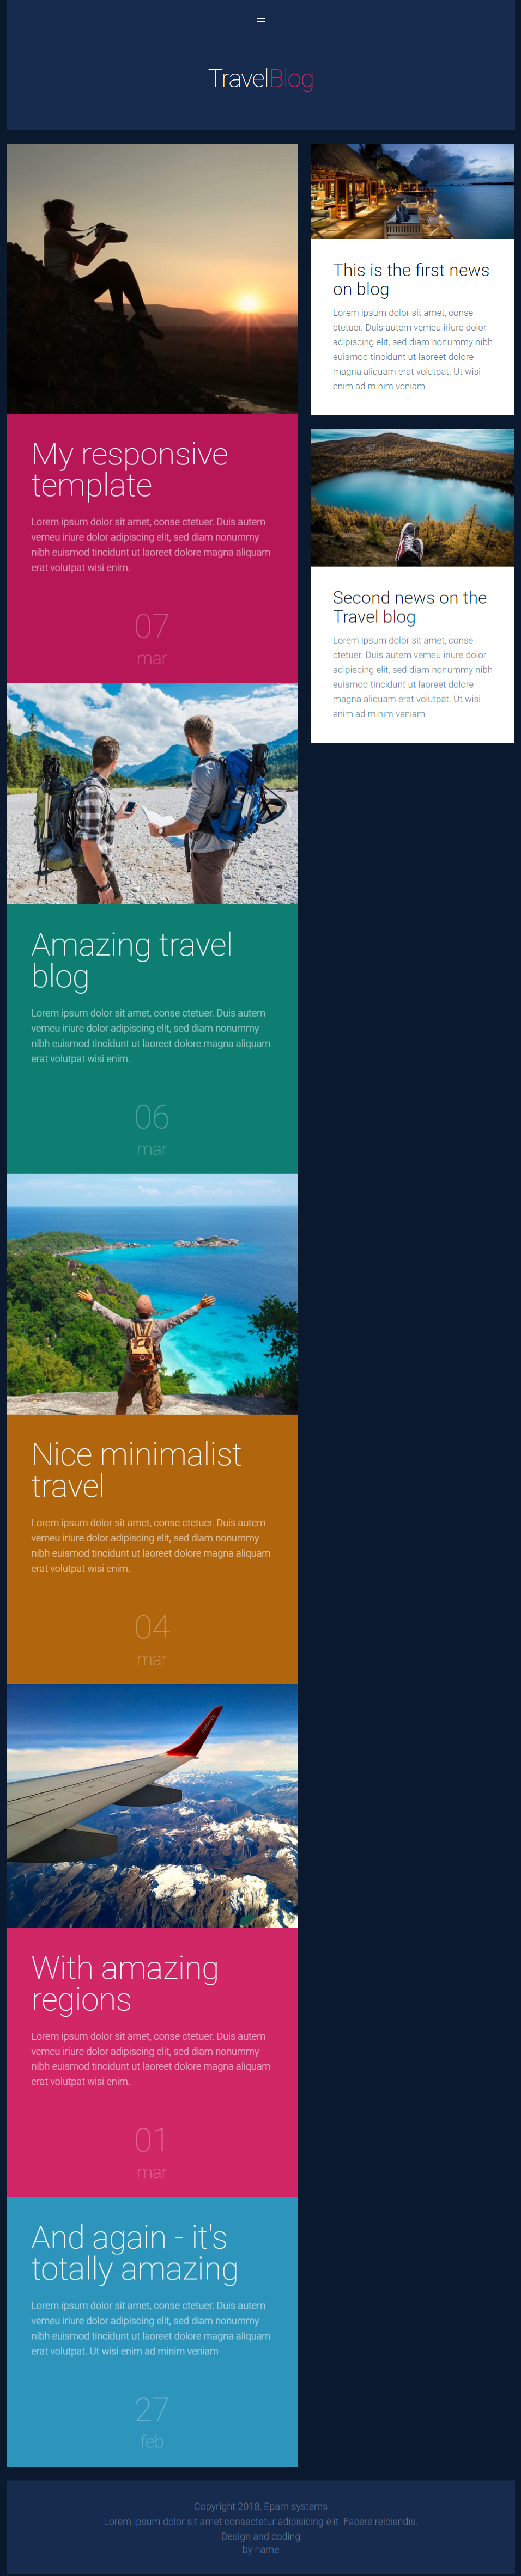 TravelBlog
My responsive
template
Lorem ipsum dolor sit amet, conse ctetuer. Duis autem
verneu iriure dolor adipiscing elit, sed diam nonummy
nibh euismod tincidunt ut laoreet dolore magna aliquam
erat volutpat wisi enim.
07
mar
Amazing travel
blog
Lorem ipsum dolor sit amet, conse ctetuer. Duis autem
verneu iriure dolor adipiscing elit, sed diam nonummy
nibh euismod tincidunt ut laoreet dolore magna aliquam
erat volutpat wisi enim.
06
mar
Nice minimalist
travel
Lorem ipsum dolor sit amet, conse ctetuer. Duis autem
verneu iriure dolor adipiscing elit, sed diam nonummy
nibh euismod tincidunt ut laoreet dolore magna aliquam
erat volutpat wisi enim.
04
mar
With amazing
regions
Lorem ipsum dolor sit amet, conse ctetuer. Duis autem
verneu iriure dolor adipiscing elit, sed diam nonummy
nibh euismod tincidunt ut laoreet dolore magna aliquam
erat volutpat wisi enim.
01
mar
And again - it's
totally amazing
Lorem ipsum dolor sit amet, conse ctetuer. Duis autem
verneu iriure dolor adipiscing elit, sed diam nonummy
nibh euismod tincidunt ut laoreet dolore magna aliquam
erat volutpat. Ut wisi enim ad minim veniam
27
feb
This is the first news
on blog
Lorem ipsum dolor sit amet, conse
ctetuer. Duis autem verneu iriure dolor
adipiscing elit, sed diam nonummy nibh
euismod tincidunt ut laoreet dolore
magna aliquam erat volutpat. Ut wisi
enim ad minim veniam
Second news on the
Travel blog
Lorem ipsum dolor sit amet, conse
ctetuer. Duis autem verneu iriure dolor
adipiscing elit, sed diam nonummy nibh
euismod tincidunt ut laoreet dolore
magna aliquam erat volutpat. Ut wisi
enim ad minim veniam
Copyright 2018, Epam systems
Lorem ipsum dolor sit amet consectetur adipisicing elit. Facere reiciendis.
Design and coding
by name